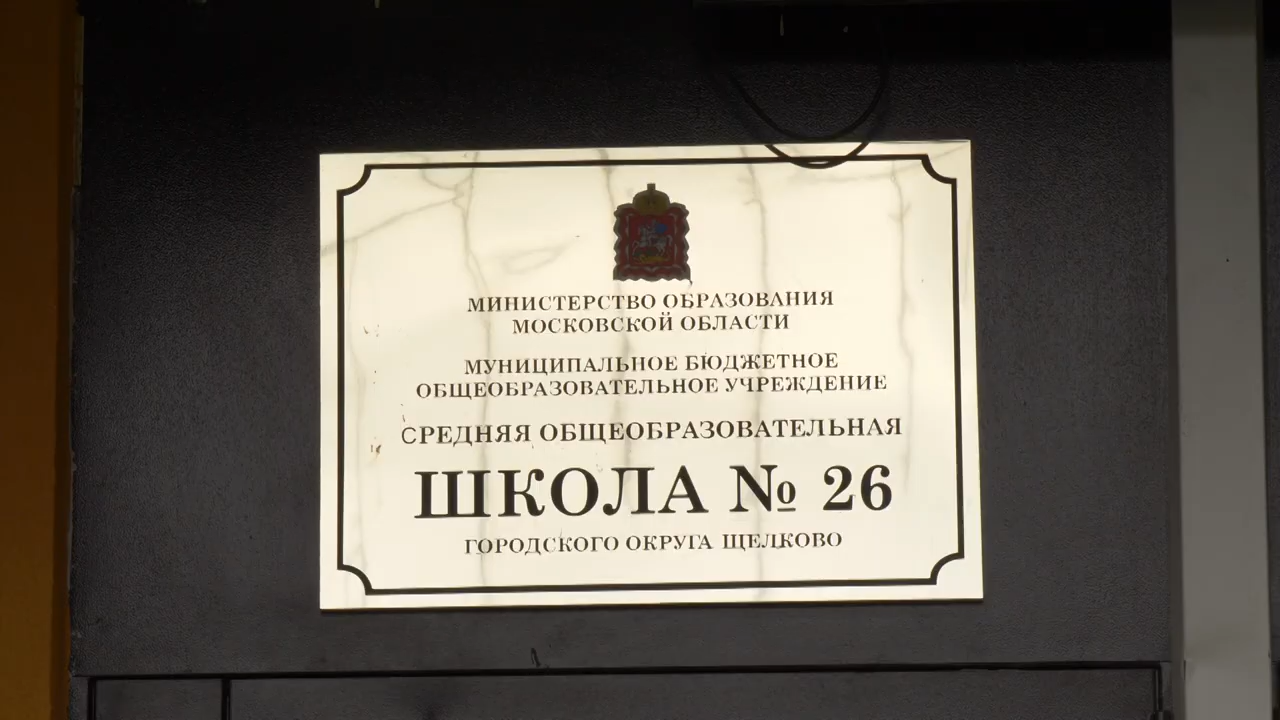 МИНИСТЕРСТВО ОБРАЗОВАНИЯ
МОСКОВСКОЙ ОБЛАСТИ
МУНИЦИПАЛЬНОЕ БЮДЖЕТНОЕ
ОБЩЕОБРАЗОВАТЕЛЬНОЕ УЧРЕЖДЕНИЕ
СРЕДНЯЯ ОБЩЕОБРАЗОВАТЕЛЬНАЯ
ШКОЛА № 26
ГОРОДСКОГО ОКРУГА ЩЕЛКОВО